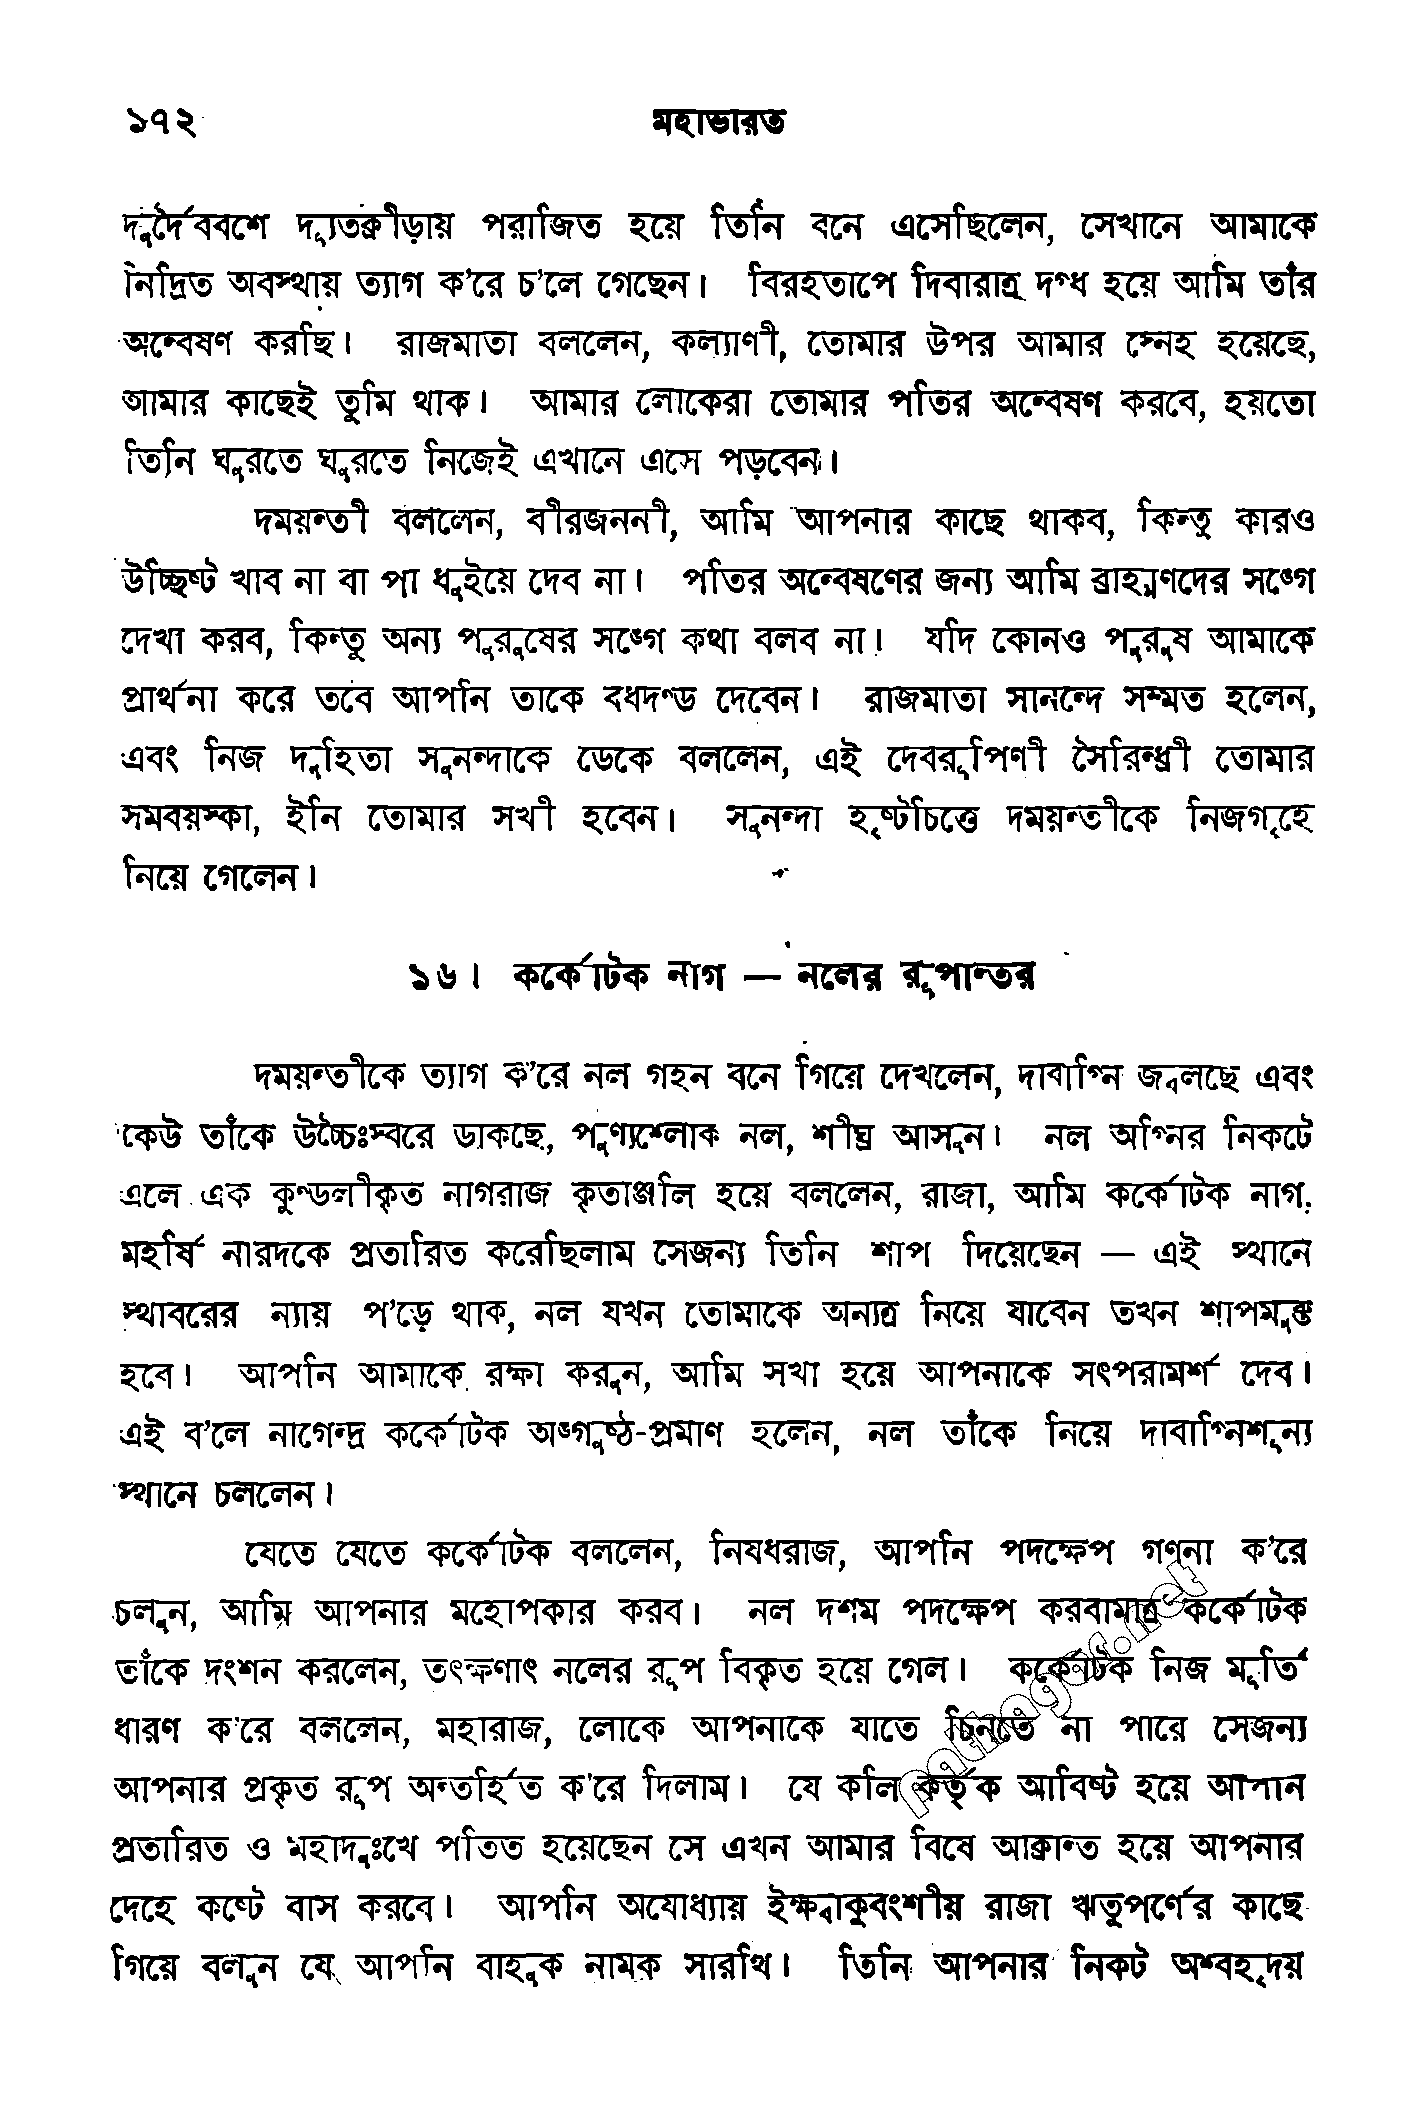 ১৭২ মহাভারত
দুর্দৈববশে দ্যূতক্রীড়ায় পরাজিত হয়ে তিনি বনে এসেছিলেন, সেখানে আমাকে
নিদ্রিত অবস্থায় ত্যাগ ক’রে চ’লে গেছেন। বিরহতাপে দিবারাত্র দগ্ধ হয়ে আমি তাঁর
অন্বেষণ করছি। রাজমাতা বললেন, কল্যাণী, তোমার উপর আমার স্নেহ হয়েছে,
আমার কাছেই তুমি থাক। আমার লোকেরা তোমার পতির অন্বেষণ করবে, হয়তো
তিনি ঘুরতে ঘুরতে নিজেই এখানে এসে পড়বেন।
দময়ন্তী বললেন, বীরজননী, আমি আপনার কাছে থাকব, কিন্তু কারও
উচ্ছিষ্ট খাব না বা পা ধুইয়ে দেব না। পতির অন্বেষণের জন্য আমি ব্রাহ্মণদের সঙ্গে
দেখা করব, কিন্তু অন্য পুরুষের সঙ্গে কথা বলব না। যদি কোনও পুরুষ আমাকে
প্রার্থনা করে তবে আপনি তাকে বধদণ্ড দেবেন। রাজমাতা সানন্দে সম্মত হলেন,
এবং নিজ দুহিতা সুনন্দাকে ডেকে বললেন, এই দেবরূপিণী সৈরিন্ধ্রী তোমার
সমবয়স্কা, ইনি তোমার সখী হবেন। সুনন্দা হৃষ্টচিত্তে দময়ন্তীকে নিজগৃহে
নিয়ে গেলেন।
১৬। কর্কোটক নাগ — নলের রূপান্তর
দময়ন্তীকে ত্যাগ ক’রে নল গহন বনে গিয়ে দেখলেন, দাবাগ্নি জ্বলছে এবং
কেউ তাঁকে উচ্চৈঃস্বরে ডাকছে, পুণ্যশ্লোক নল, শীঘ্র আসুন। নল অগ্নির নিকটে
এলে এক কুণ্ডলীকৃত নাগরাজ কৃতাঞ্জলি হয়ে বললেন, রাজা, আমি কর্কোটক নাগ,
মহর্ষি নারদকে প্রতারিত করেছিলাম সেজন্য তিনি শাপ দিয়েছেন — এই স্থানে
স্থাবরের ন্যায় প’ড়ে থাক, নল যখন তোমাকে অন্যত্র নিয়ে যাবেন তখন শাপমুক্ত
হবে। আপনি আমাকে রক্ষা করুন, আমি সখা হয়ে আপনাকে সৎপরামর্শ দেব।
এই ব’লে নাগেন্দ্র কর্কোটক অঙ্গুষ্ঠ-প্রমাণ হলেন, নল তাঁকে নিয়ে দাবাগ্নিশূন্য
স্থানে চললেন।
যেতে যেতে কর্কোটক বললেন, নিষধরাজ, আপনি পদক্ষেপ গণনা ক’রে
চলুন, আমি আপনার মহোপকার করব। নল দশম পদক্ষেপ করবামাত্র কর্কোটক
তাঁকে দংশন করলেন, তৎক্ষণাৎ নলের রূপ বিকৃত হয়ে গেল। কর্কোটক নিজ মূর্তি
ধারণ ক’রে বললেন, মহারাজ, লোকে আপনাকে যাতে চিনতে না পারে সেজন্য
আপনার প্রকৃত রূপ অন্তর্হিত ক’রে দিলাম। যে কলি কর্তৃক আবিষ্ট হয়ে আপনি
প্রতারিত ও মহাদুঃখে পতিত হয়েছেন সে এখন আমার বিষে আক্রান্ত হয়ে আপনার
দেহে কষ্টে বাস করবে। আপনি অযোধ্যায় ইক্ষ্বাকুবংশীয় রাজা ঋতুপর্ণের কাছে
গিয়ে বলুন যে আপনি বাহুক নামক সারথি। তিনি আপনার নিকট অশ্বহৃদয়
pathagar.net